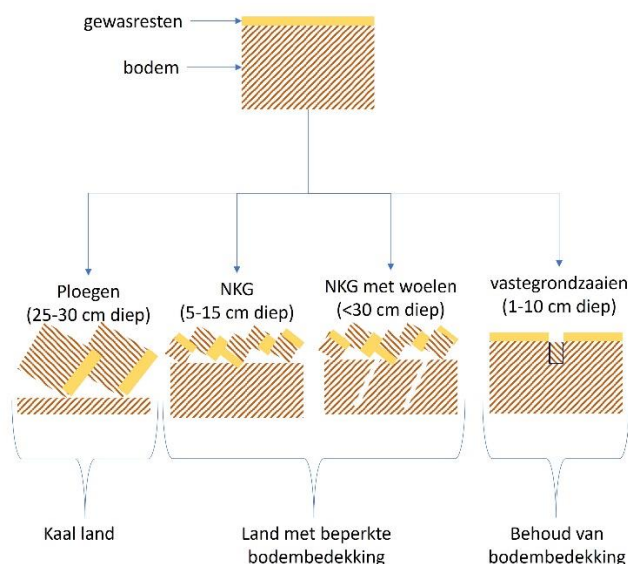 gewasresten
bodem
Ploegen
(25-30 cm diep)
NKG
(5-15 cm diep)
NKG met woelen
(<30 cm diep)
vastegrondzaaien
(1-10 cm diep)
Kaal land
Land met beperkte
bodembedekking
Behoud van
bodembedekking